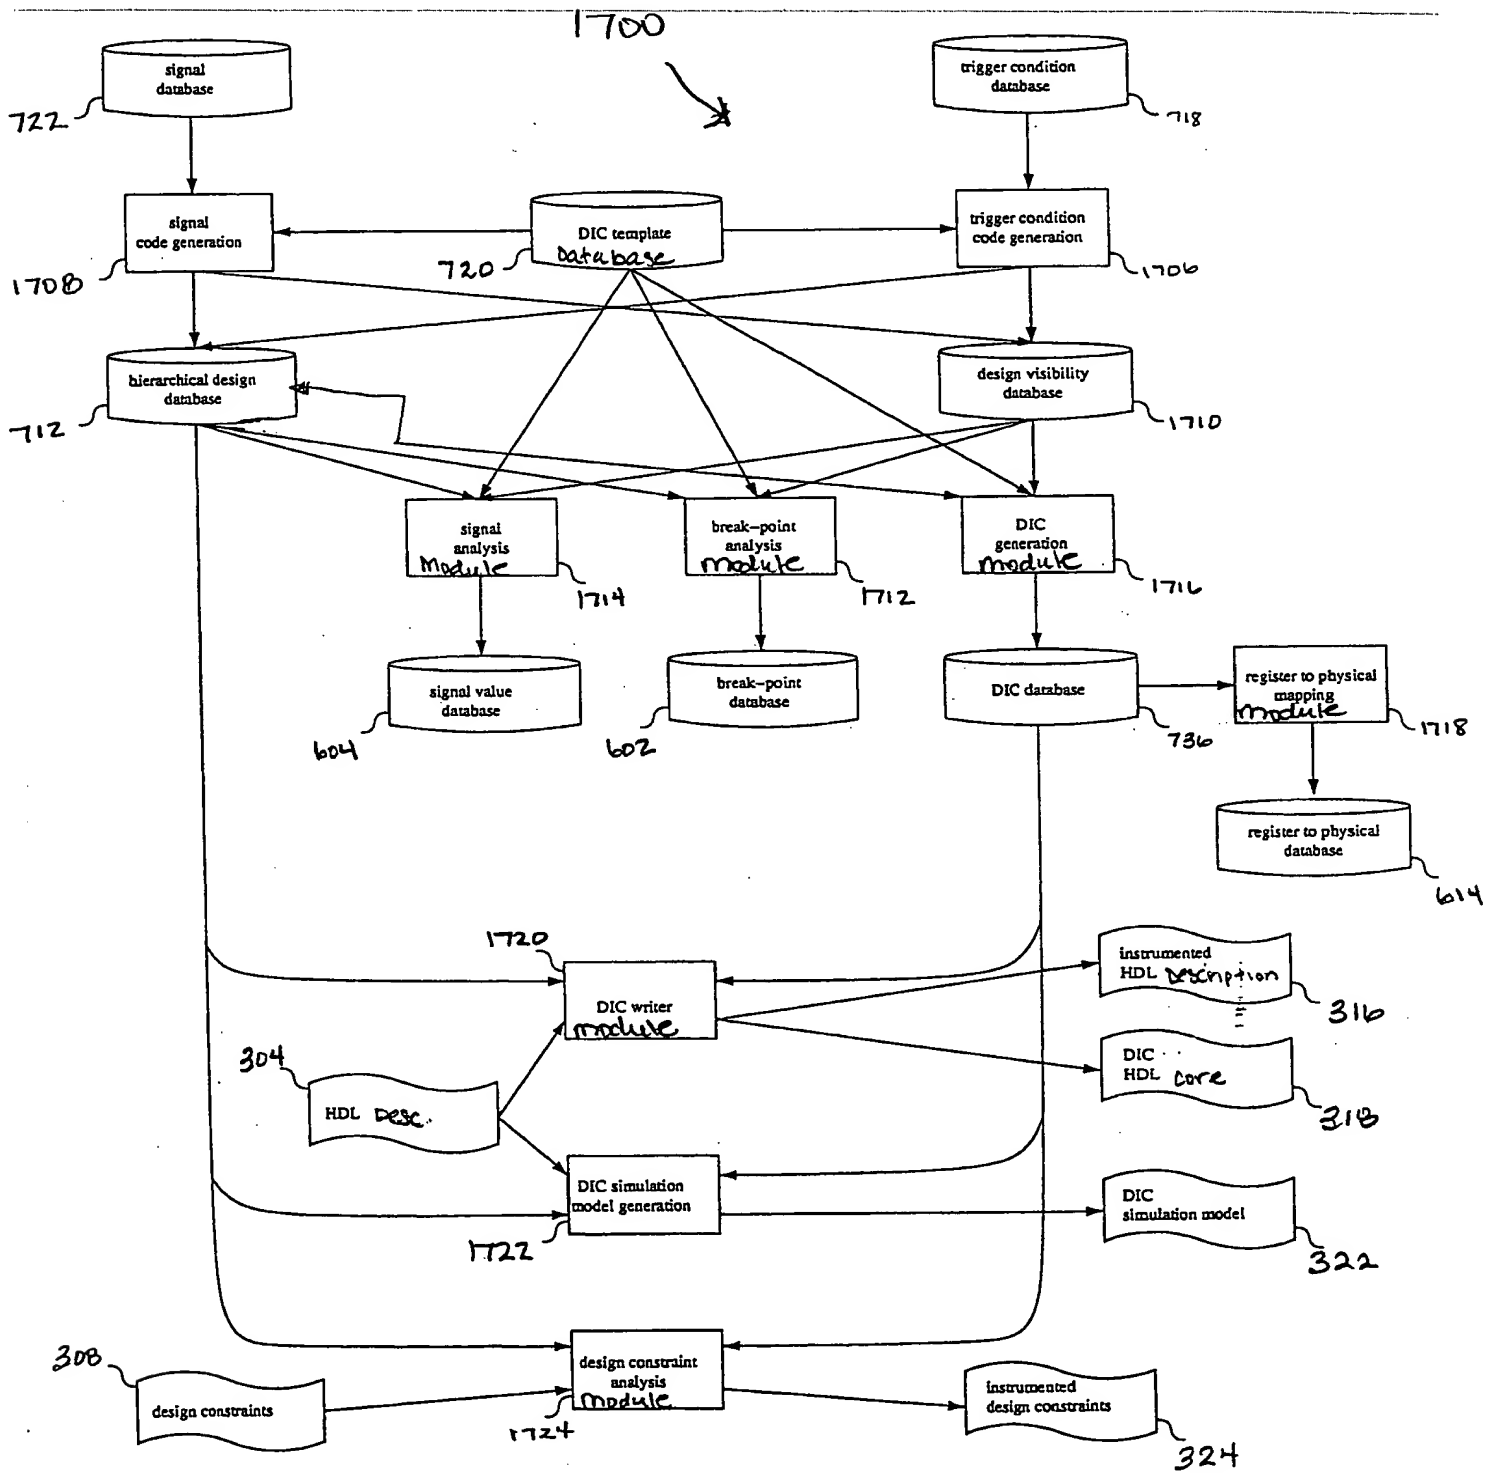 1700
signal
database
722
trigger condition
database
718
signal
code generation
1708
DIC template
Database
720
trigger condition
code generation
1706
hierarchical design
database
712
design visibility
database
1710
signal
analysis
Module
1714
break-point
analysis
module
1712
DIC
generation
module
1716
signal value
database
604
break-point
database
602
DIC database
736
register to physical
mapping
module
1718
register to physical
database
614
1720
DIC writer
module
instrumented
HDL Description
316
304
HDL Desc.
DIC
HDL core
318
DIC simulation
model generation
1722
DIC
simulation model
322
308
design constraints
design constraint
analysis
module
1724
instrumented
design constraints
324